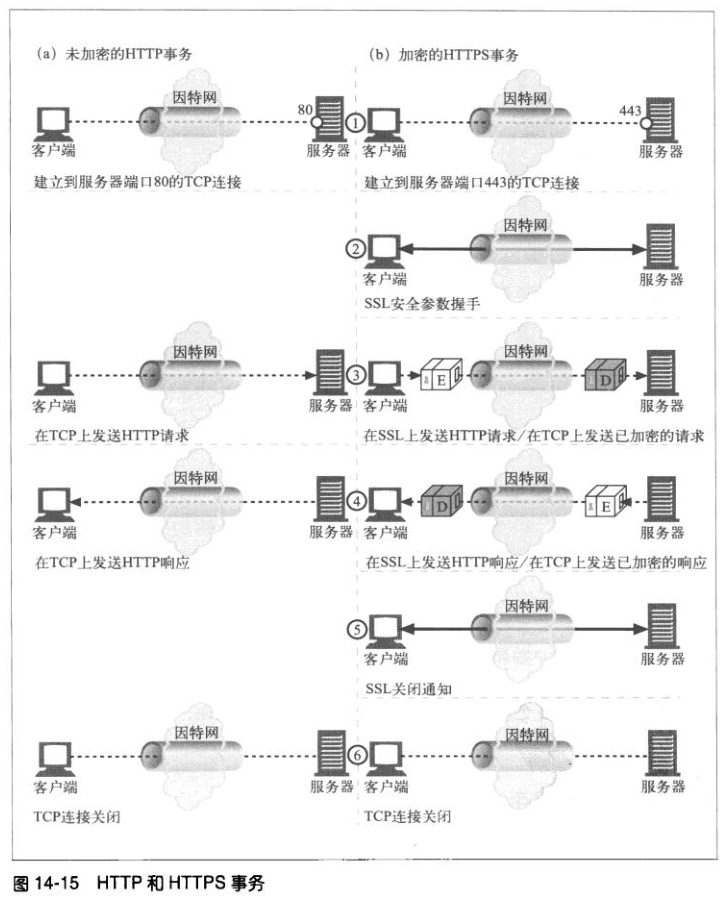 (a) 未加密的HTTP事务
(b) 加密的HTTPS事务
因特网
80
客户端
服务器
建立到服务器端口80的TCP连接
①
因特网
443
客户端
服务器
建立到服务器端口443的TCP连接
②
因特网
客户端
服务器
SSL安全参数握手
因特网
客户端
服务器
在TCP上发送HTTP请求
③
因特网
E
D
客户端
服务器
在SSL上发送HTTP请求/在TCP上发送已加密的请求
因特网
客户端
服务器
在TCP上发送HTTP响应
④
因特网
D
E
客户端
服务器
在SSL上发送HTTP响应/在TCP上发送已加密的响应
⑤
因特网
客户端
服务器
SSL关闭通知
因特网
客户端
服务器
TCP连接关闭
⑥
因特网
客户端
服务器
TCP连接关闭
图 14-15 HTTP 和 HTTPS 事务